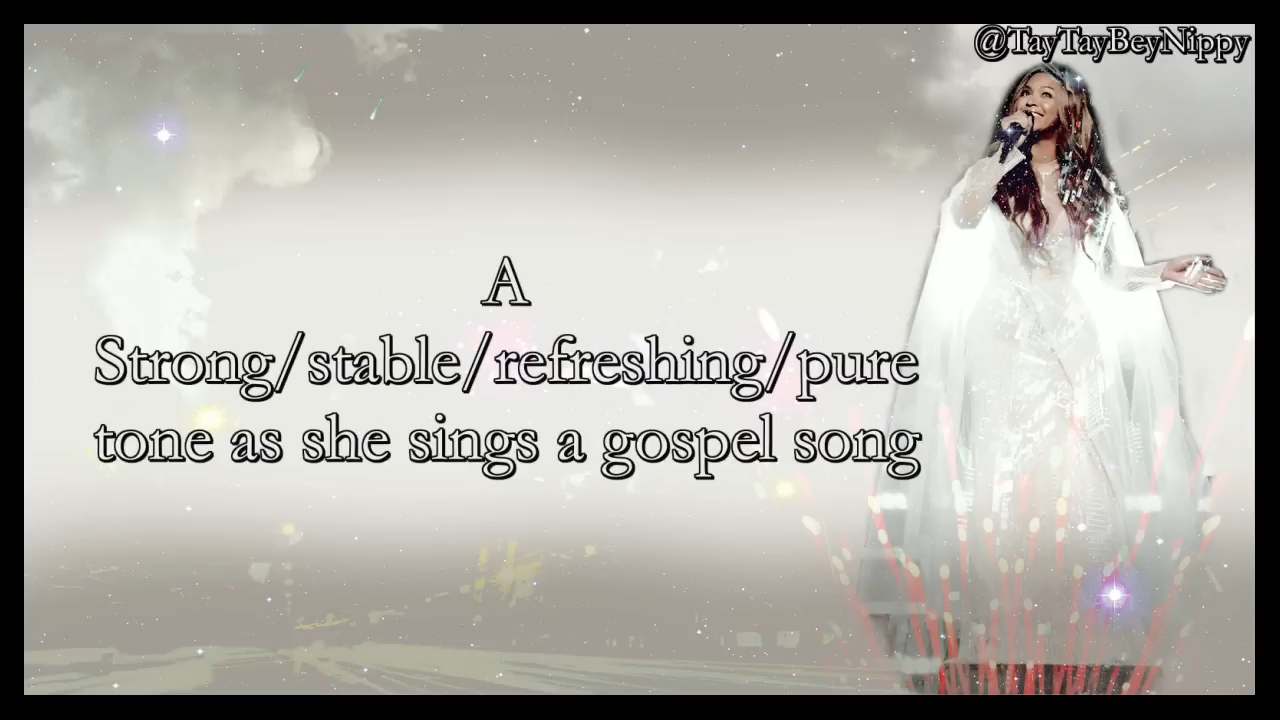 @TayTayBeyNippy
A
Strong/stable/refreshing/pure
tone as she sings a gospel song